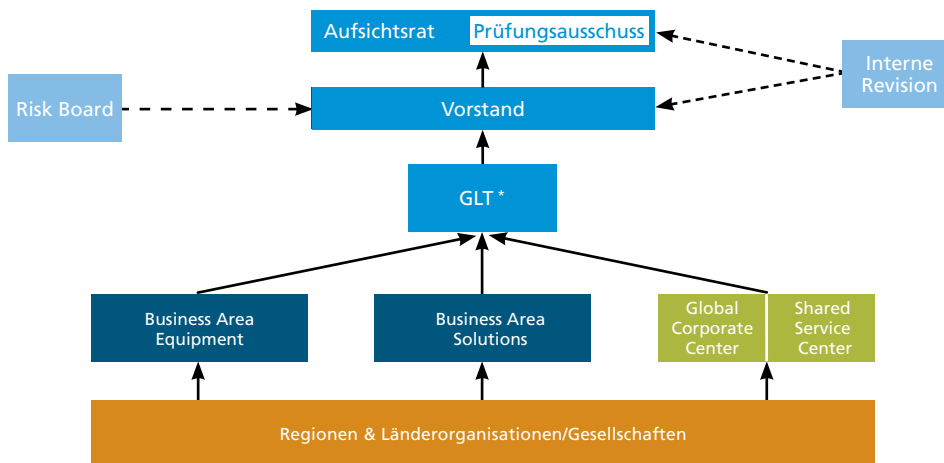 Aufsichtsrat Prüfungsausschuss
Interne
Revision
Risk Board
Vorstand
GLT *
Business Area
Equipment
Business Area
Solutions
Global
Corporate
Center
Shared
Service
Center
Regionen & Länderorganisationen/Gesellschaften